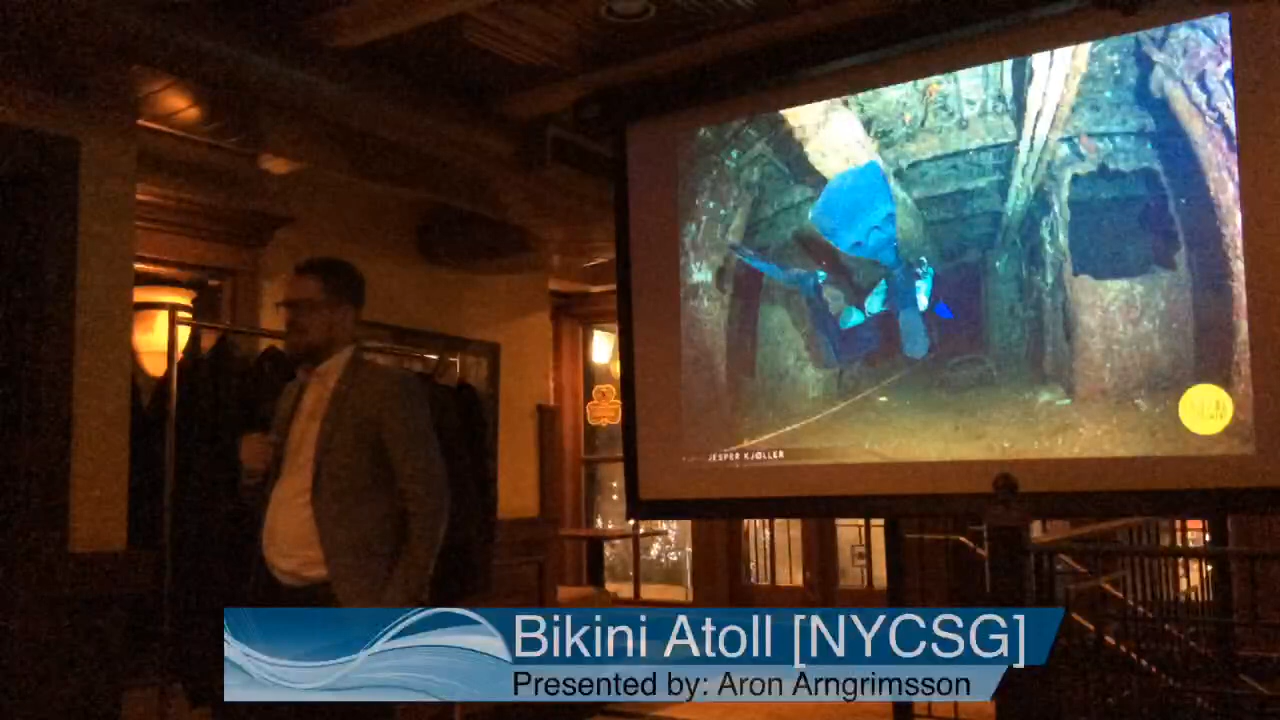 JESPER KJØLLER
Bikini Atoll [NYCSG]
Presented by: Aron Arngrimsson